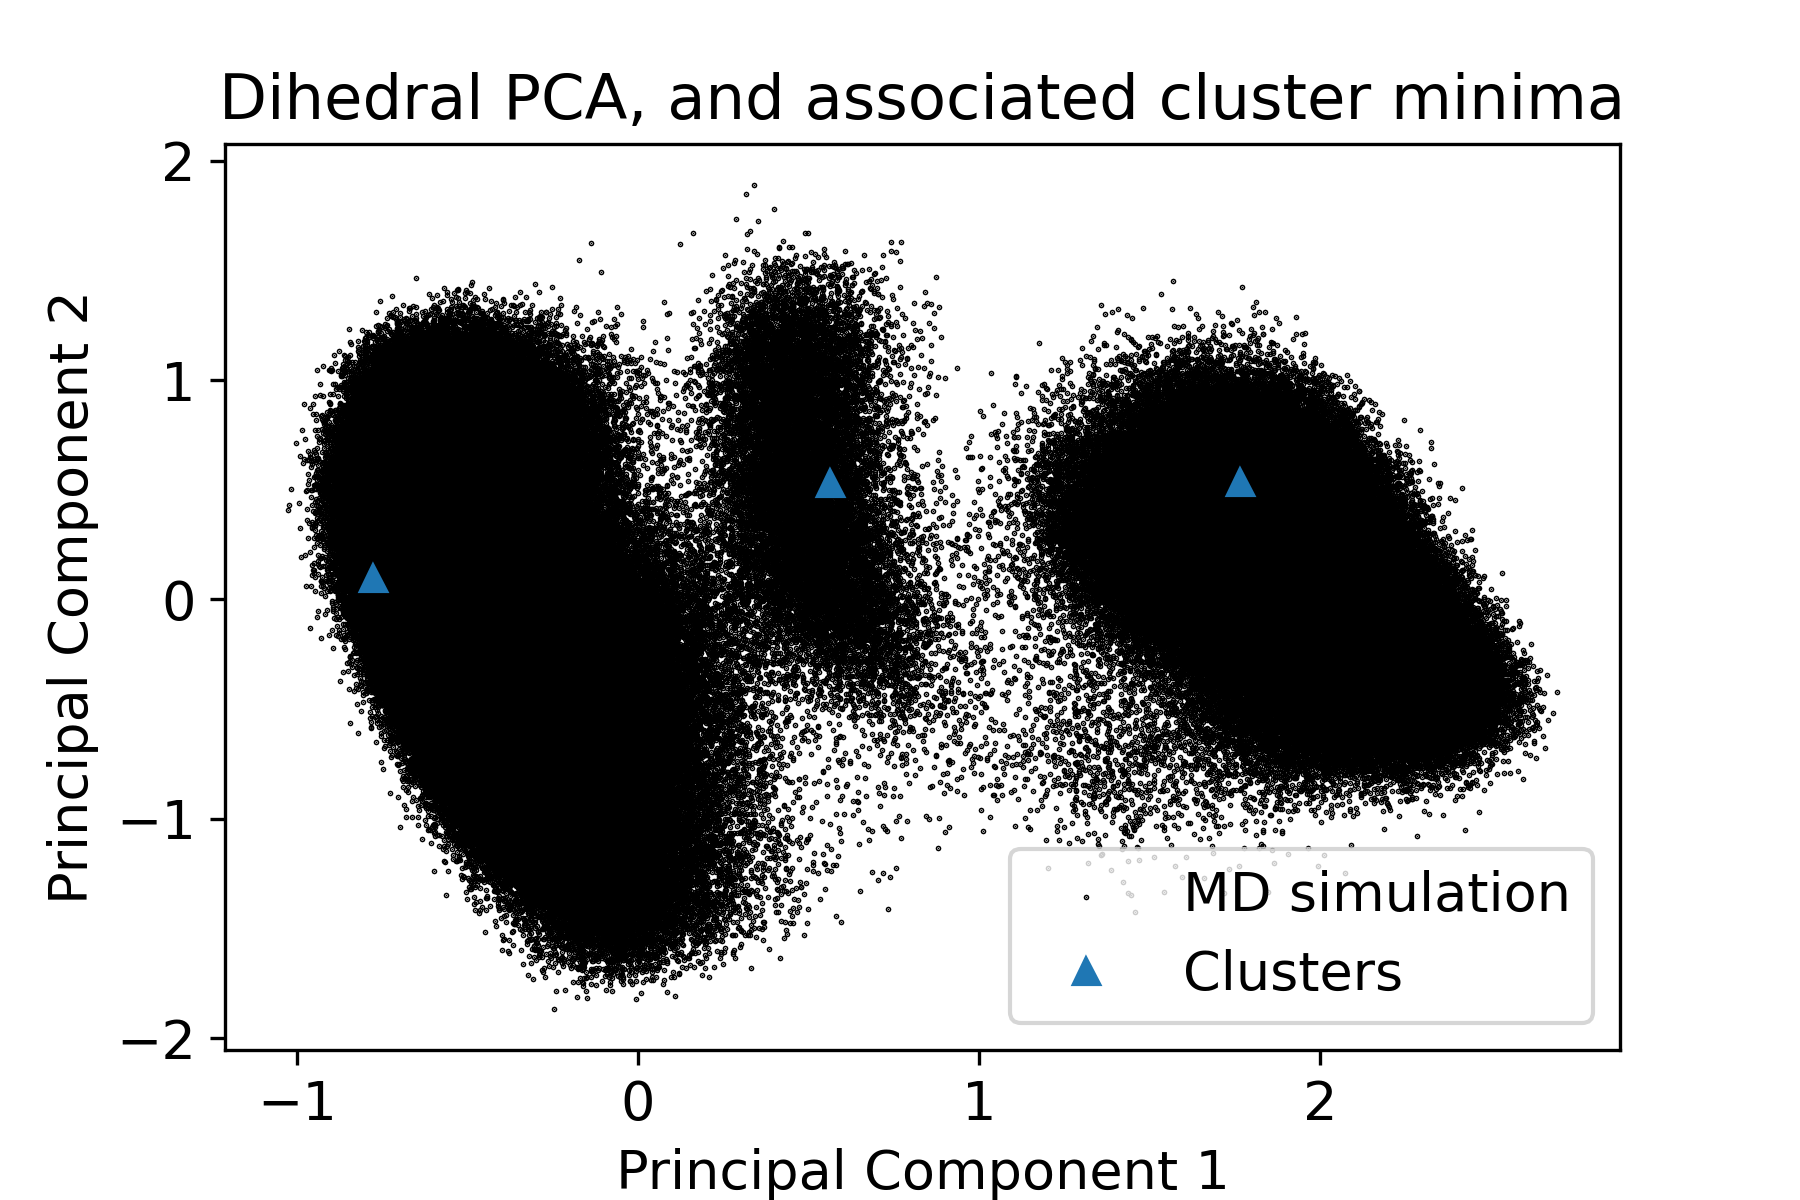 Dihedral PCA, and associated cluster minima
Principal Component 2
2
1
0
−1
−2
MD simulation
Clusters
−1
0
1
2
Principal Component 1